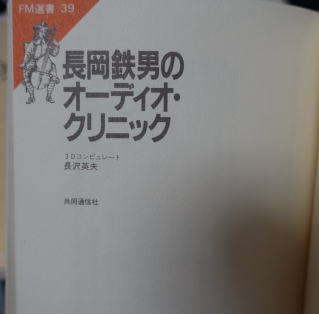 FM選書 39
長岡鉄男の
オーディオ・
クリニック
3Dコンピュレート
長沢英夫
共同通信社